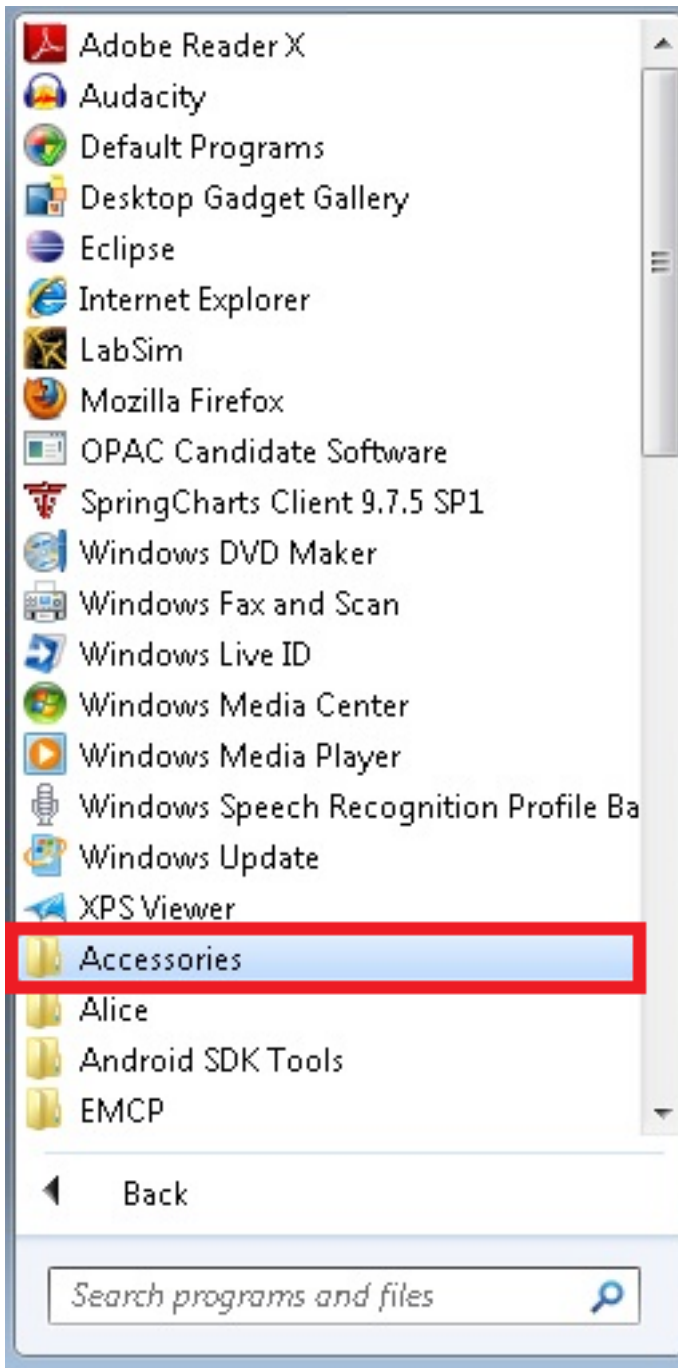 Adobe Reader X
Audacity
Default Programs
Desktop Gadget Gallery
Eclipse
Internet Explorer
LabSim
Mozilla Firefox
OPAC Candidate Software
SpringCharts Client 9.7.5 SP1
Windows DVD Maker
Windows Fax and Scan
Windows Live ID
Windows Media Center
Windows Media Player
Windows Speech Recognition Profile Ba
Windows Update
XPS Viewer
Accessories
Alice
Android SDK Tools
EMCP
Back
Search programs and files